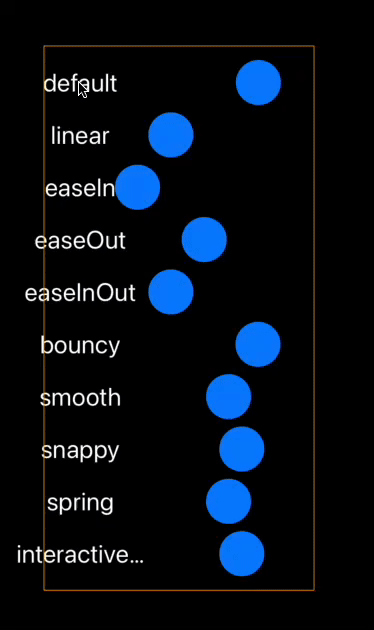 default
linear
easeIn
easeOut
easeInOut
bouncy
smooth
snappy
spring
interactive...